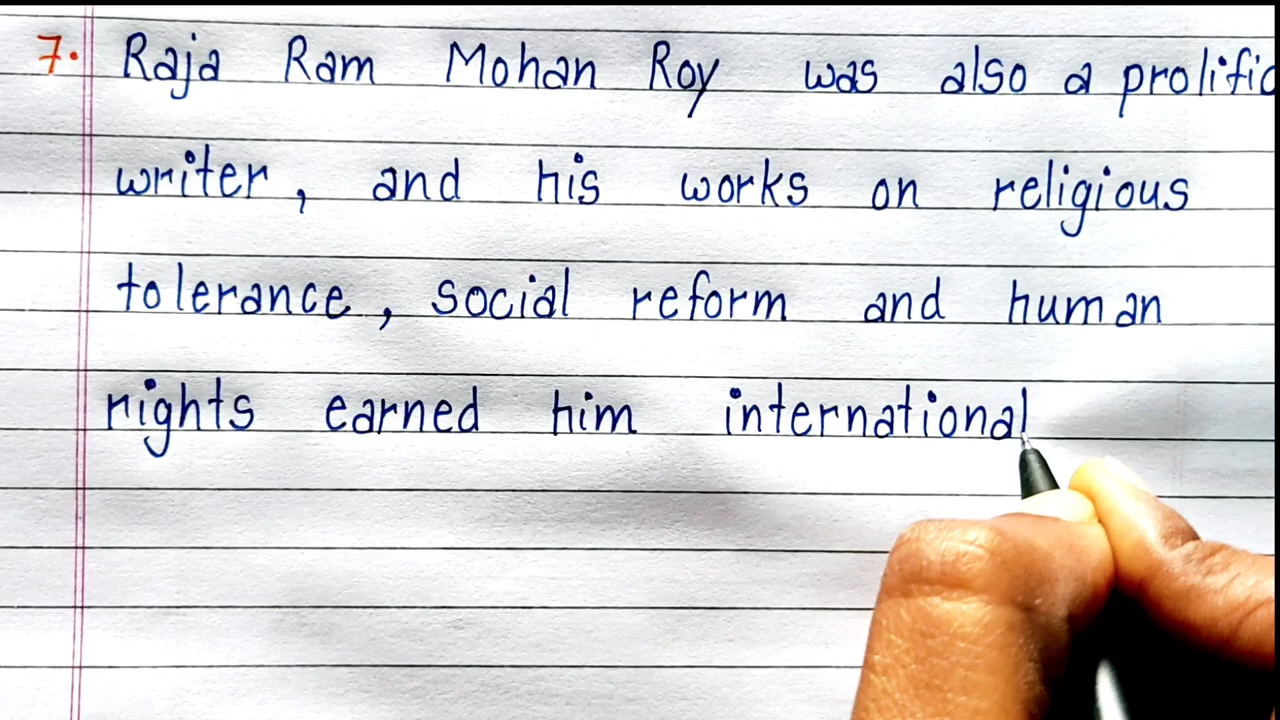 7. Raja Ram Mohan Roy was also a prolific
writer, and his works on religious
tolerance, social reform and human
rights earned him international